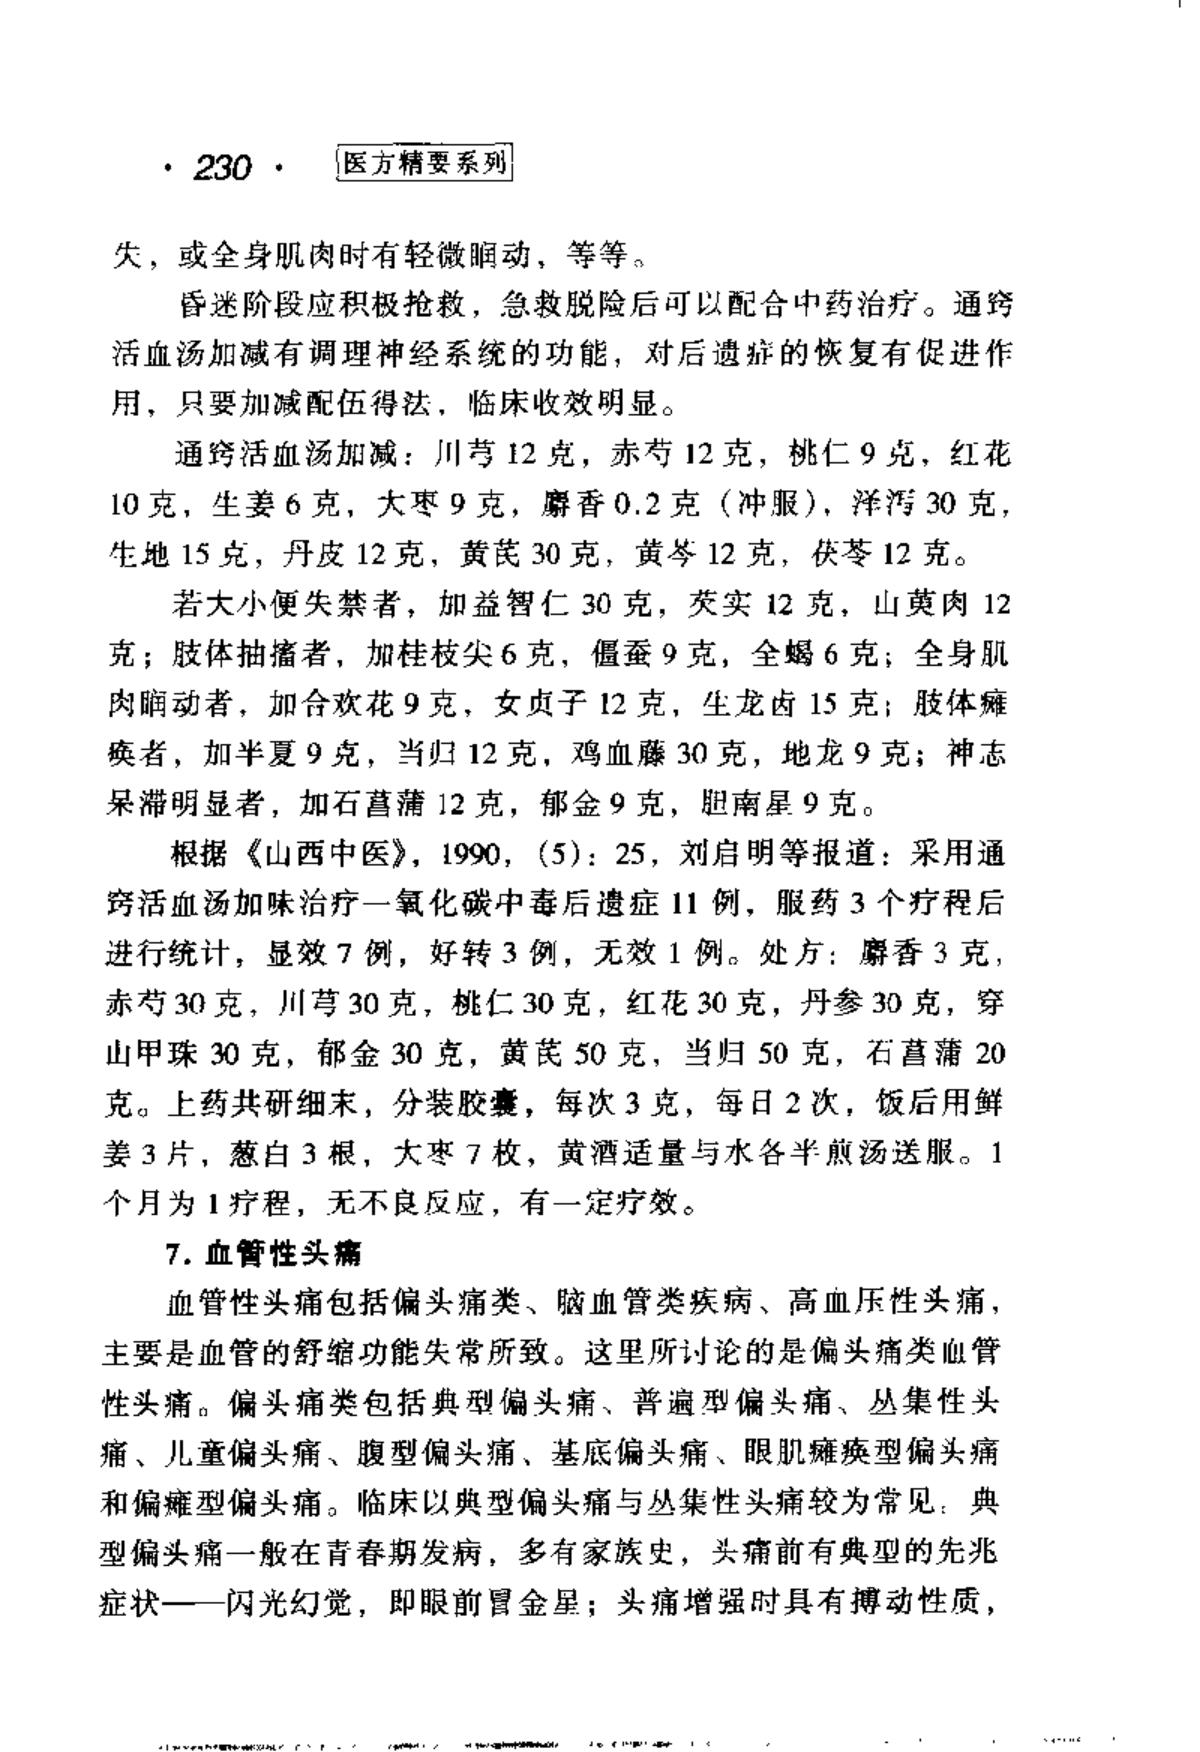 · 230 · 医方精要系列
失，或全身肌肉时有轻微瞤动，等等。
昏迷阶段应积极抢救，急救脱险后可以配合中药治疗。通窍
活血汤加减有调理神经系统的功能，对后遗症的恢复有促进作
用，只要加减配伍得法，临床收效明显。
通窍活血汤加减：川芎 12 克，赤芍 12 克，桃仁 9 克，红花
10 克，生姜 6 克，大枣 9 克，麝香 0.2 克（冲服），泽泻 30 克，
生地 15 克，丹皮 12 克，黄芪 30 克，黄芩 12 克，茯苓 12 克。
若大小便失禁者，加益智仁 30 克，芡实 12 克，山萸肉 12
克；肢体抽搐者，加桂枝尖 6 克，僵蚕 9 克，全蝎 6 克；全身肌
肉瞤动者，加合欢花 9 克，女贞子 12 克，生龙齿 15 克；肢体瘫
痪者，加半夏 9 克，当归 12 克，鸡血藤 30 克，地龙 9 克；神志
呆滞明显者，加石菖蒲 12 克，郁金 9 克，胆南星 9 克。
根据《山西中医》，1990，（5）：25，刘启明等报道：采用通
窍活血汤加味治疗一氧化碳中毒后遗症 11 例，服药 3 个疗程后
进行统计，显效 7 例，好转 3 例，无效 1 例。处方：麝香 3 克，
赤芍 30 克，川芎 30 克，桃仁 30 克，红花 30 克，丹参 30 克，穿
山甲珠 30 克，郁金 30 克，黄芪 50 克，当归 50 克，石菖蒲 20
克。上药共研细末，分装胶囊，每次 3 克，每日 2 次，饭后用鲜
姜 3 片，葱白 3 根，大枣 7 枚，黄酒适量与水各半煎汤送服。1
个月为 1 疗程，无不良反应，有一定疗效。
7. 血管性头痛
血管性头痛包括偏头痛类、脑血管类疾病、高血压性头痛，
主要是血管的舒缩功能失常所致。这里所讨论的是偏头痛类血管
性头痛。偏头痛类包括典型偏头痛、普遍型偏头痛、丛集性头
痛、儿童偏头痛、腹型偏头痛、基底偏头痛、眼肌瘫痪型偏头痛
和偏瘫型偏头痛。临床以典型偏头痛与丛集性头痛较为常见。典
型偏头痛一般在青春期发病，多有家族史，头痛前有典型的先兆
症状——闪光幻觉，即眼前冒金星；头痛增强时具有搏动性质，